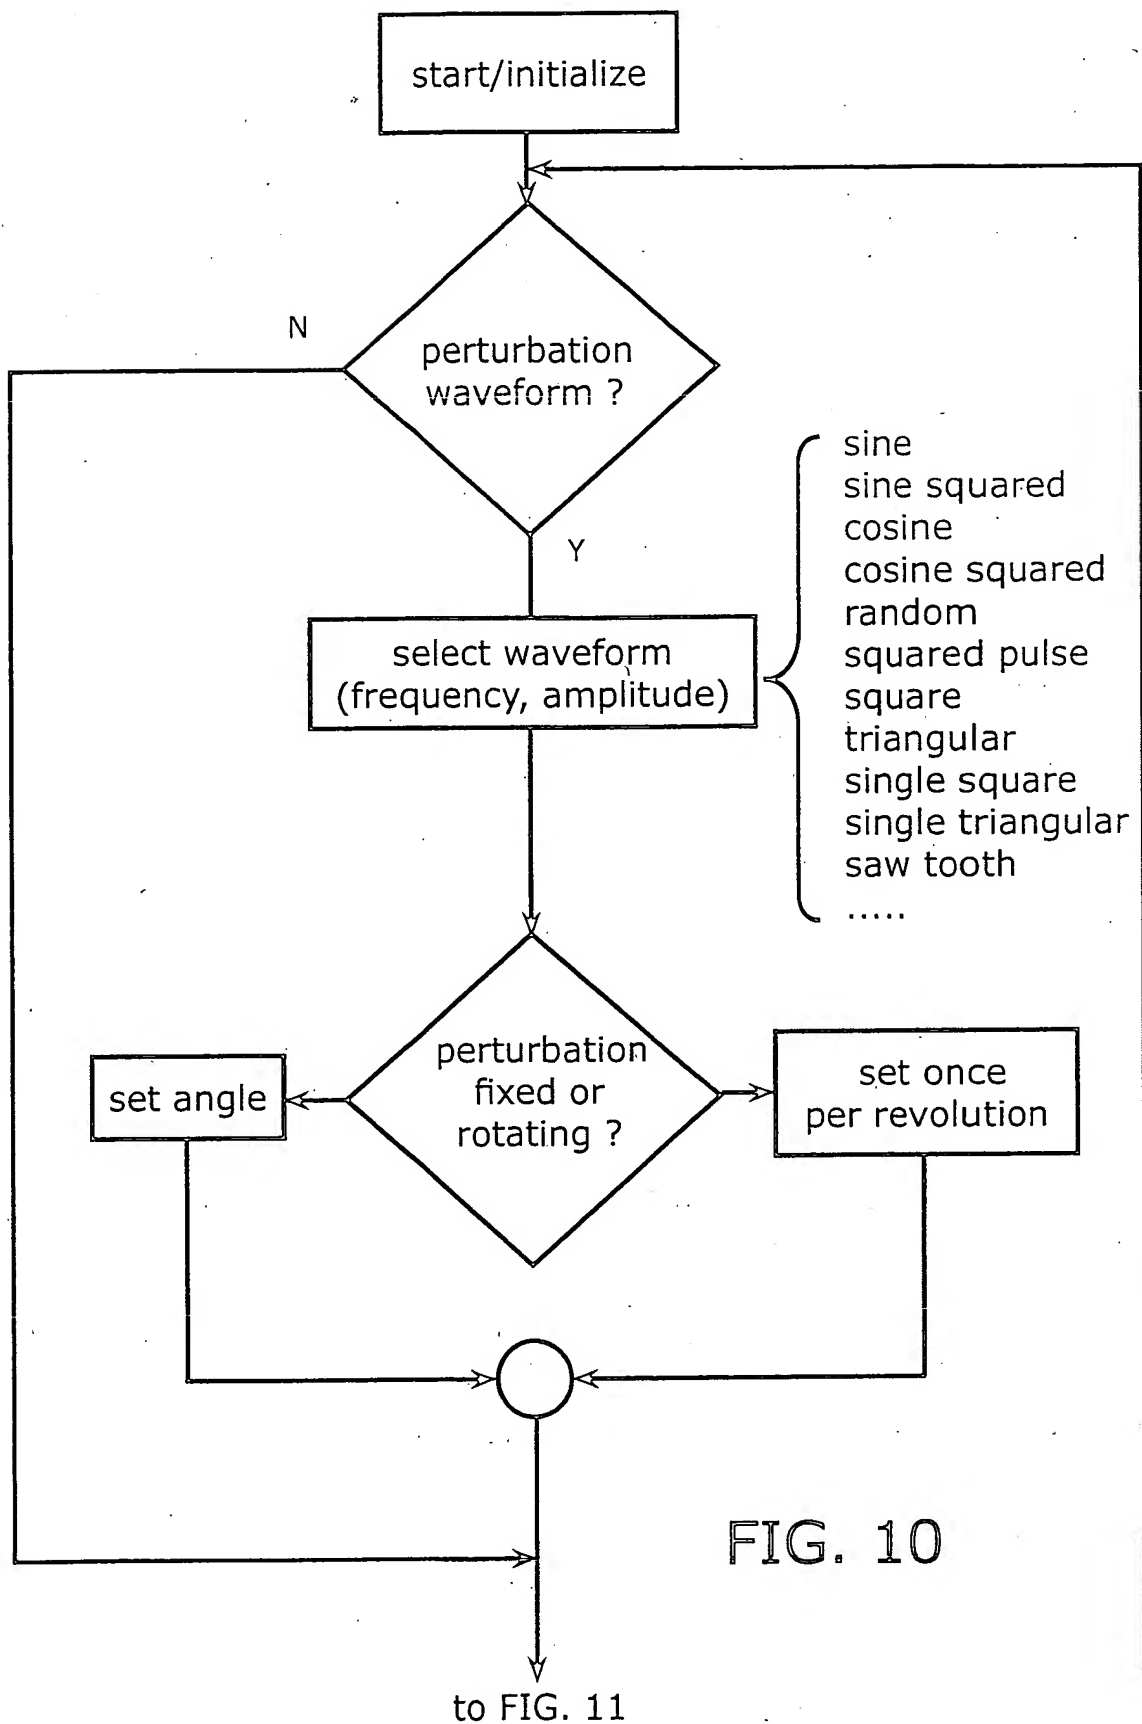 start/initialize
N
perturbation
waveform ?
Y
sine
sine squared
cosine
cosine squared
random
squared pulse
square
triangular
single square
single triangular
saw tooth
.....
select waveform
(frequency, amplitude)
perturbation
fixed or
rotating ?
set angle
set once
per revolution
FIG. 10
to FIG. 11